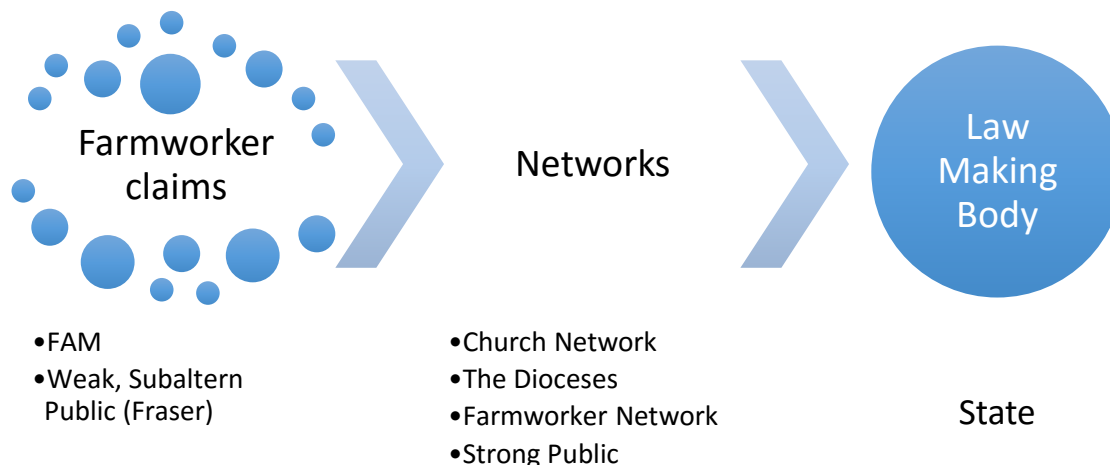 Farmworker
claims
Networks
Law
Making
Body
•FAM
•Weak, Subaltern
Public (Fraser)
•Church Network
•The Dioceses
•Farmworker Network
•Strong Public
State